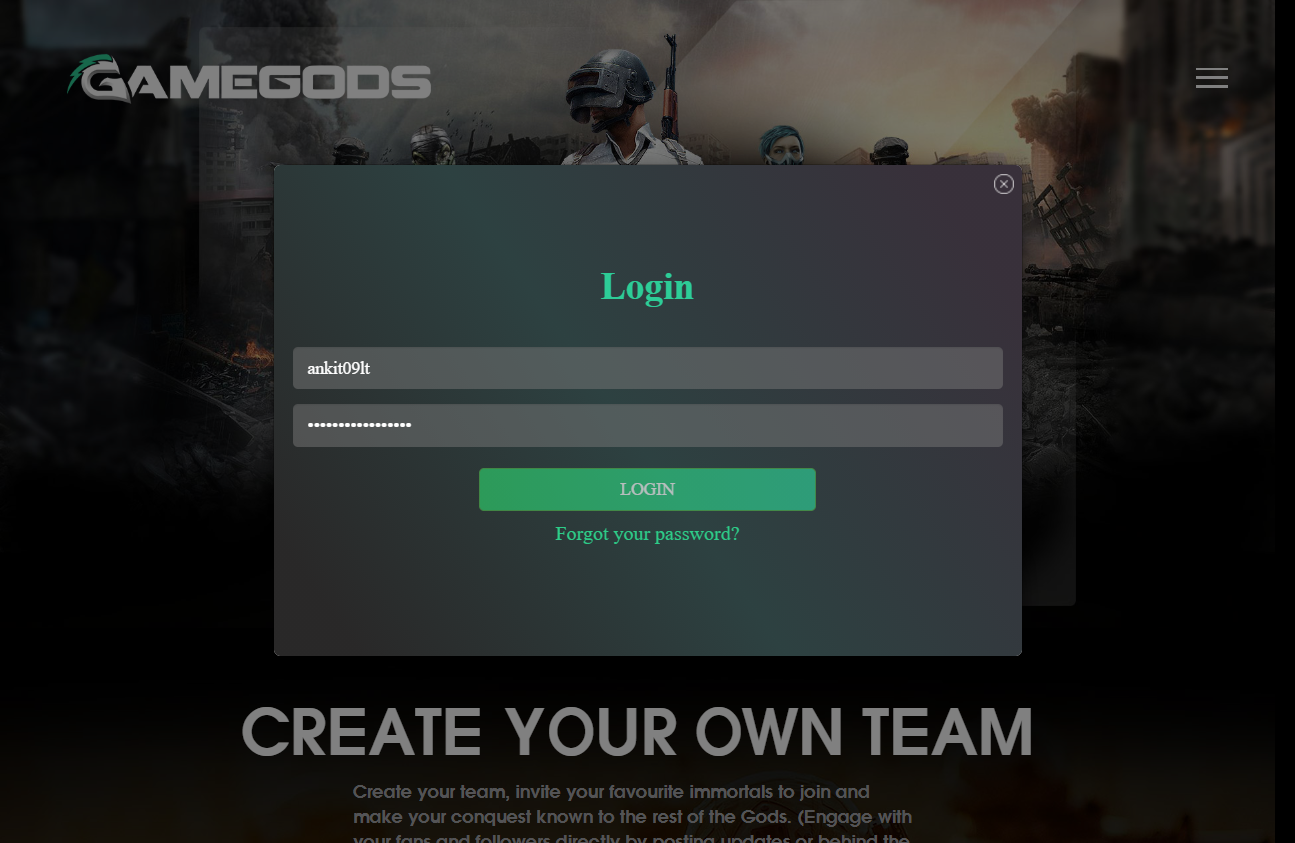 GAMEGODS
Login
ankit09lt
•••••••••••••••••
LOGIN
Forgot your password?
CREATE YOUR OWN TEAM
Create your team, invite your favourite immortals to join and
make your conquest known to the rest of the Gods. (Engage with
your fans and followers directly by posting updates or behind the